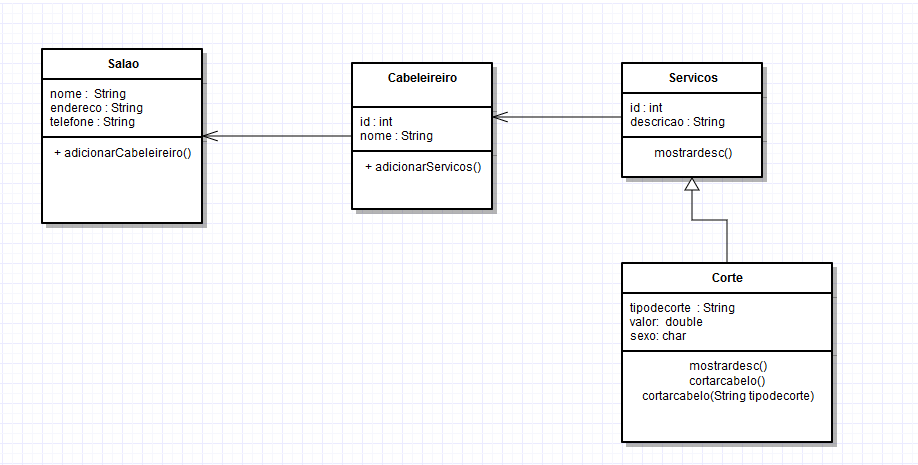 Salao
nome : String
endereco : String
telefone : String
+ adicionarCabeleireiro()
Cabeleireiro
id : int
nome : String
+ adicionarServicos()
Servicos
id : int
descricao : String
mostrardesc()
Corte
tipodecorte : String
valor: double
sexo: char
mostrardesc()
cortarcabelo()
cortarcabelo(String tipodecorte)